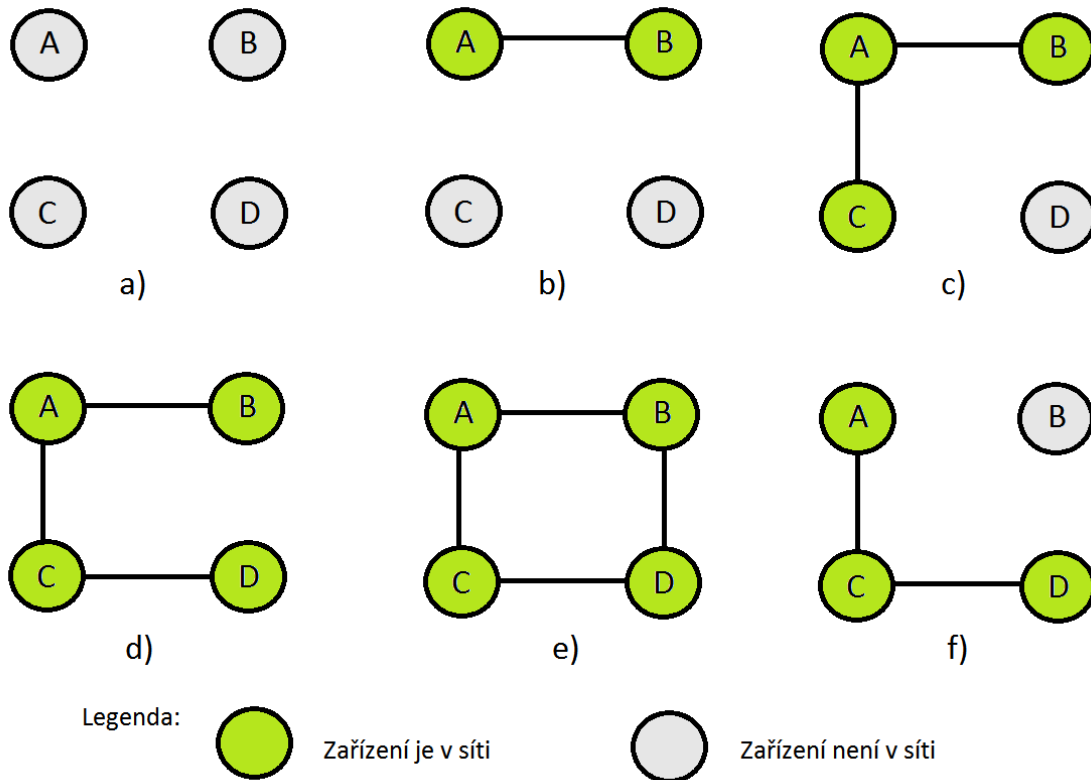 A B A B A B
C D C D C D
a) b) c)
A B A B A B
C D C D C D
d) e) f)
Legenda:
Zařízení je v síti Zařízení není v síti